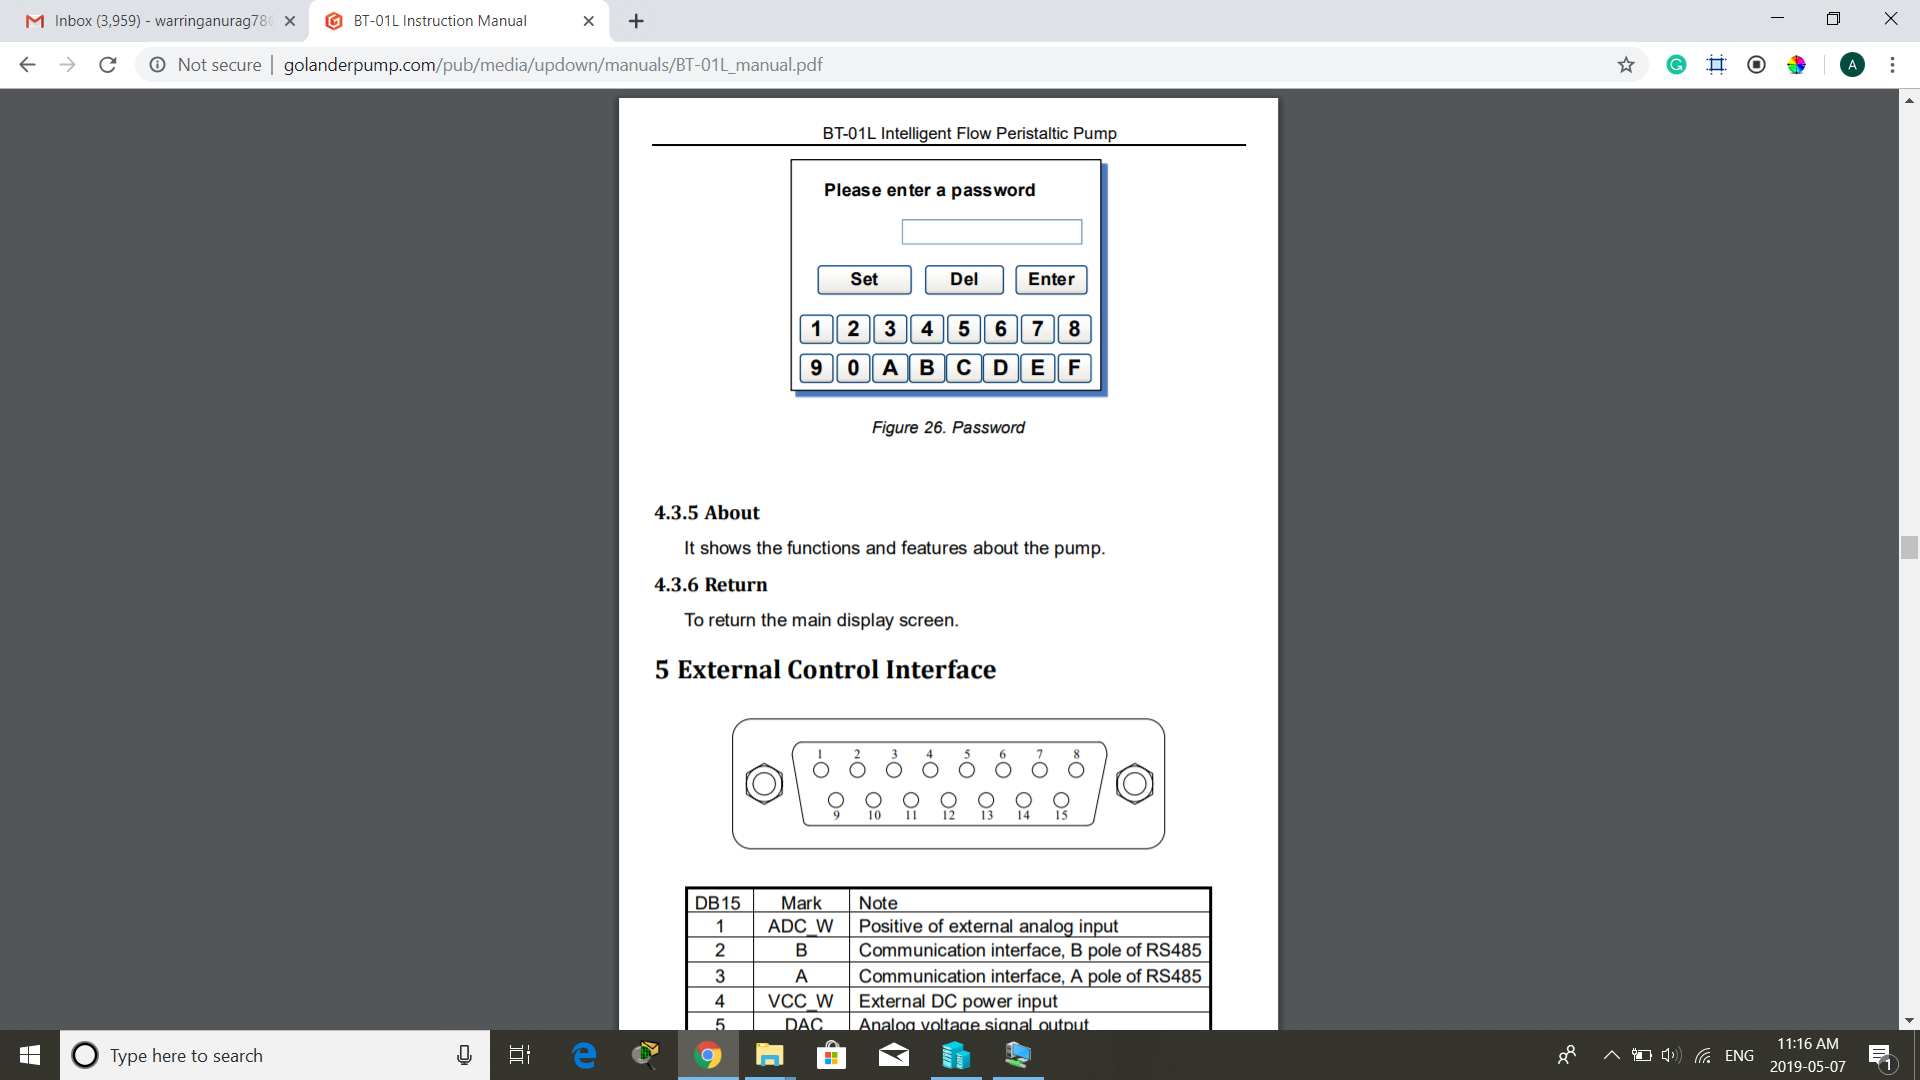 Inbox (3,959) - warringanurag78
BT-01L Instruction Manual
Not secure | golanderpump.com/pub/media/updown/manuals/BT-01L_manual.pdf
A
BT-01L Intelligent Flow Peristaltic Pump
Please enter a password
Set Del Enter
1 2 3 4 5 6 7 8
9 0 A B C D E F
Figure 26. Password
4.3.5 About
It shows the functions and features about the pump.
4.3.6 Return
To return the main display screen.
5 External Control Interface
1 2 3 4 5 6 7 8
9 10 11 12 13 14 15
DB15 Mark Note
1 ADC_W Positive of external analog input
2 B Communication interface, B pole of RS485
3 A Communication interface, A pole of RS485
4 VCC_W External DC power input
5 DAC Analog voltage signal output
Type here to search
ENG
11:16 AM
2019-05-07
1